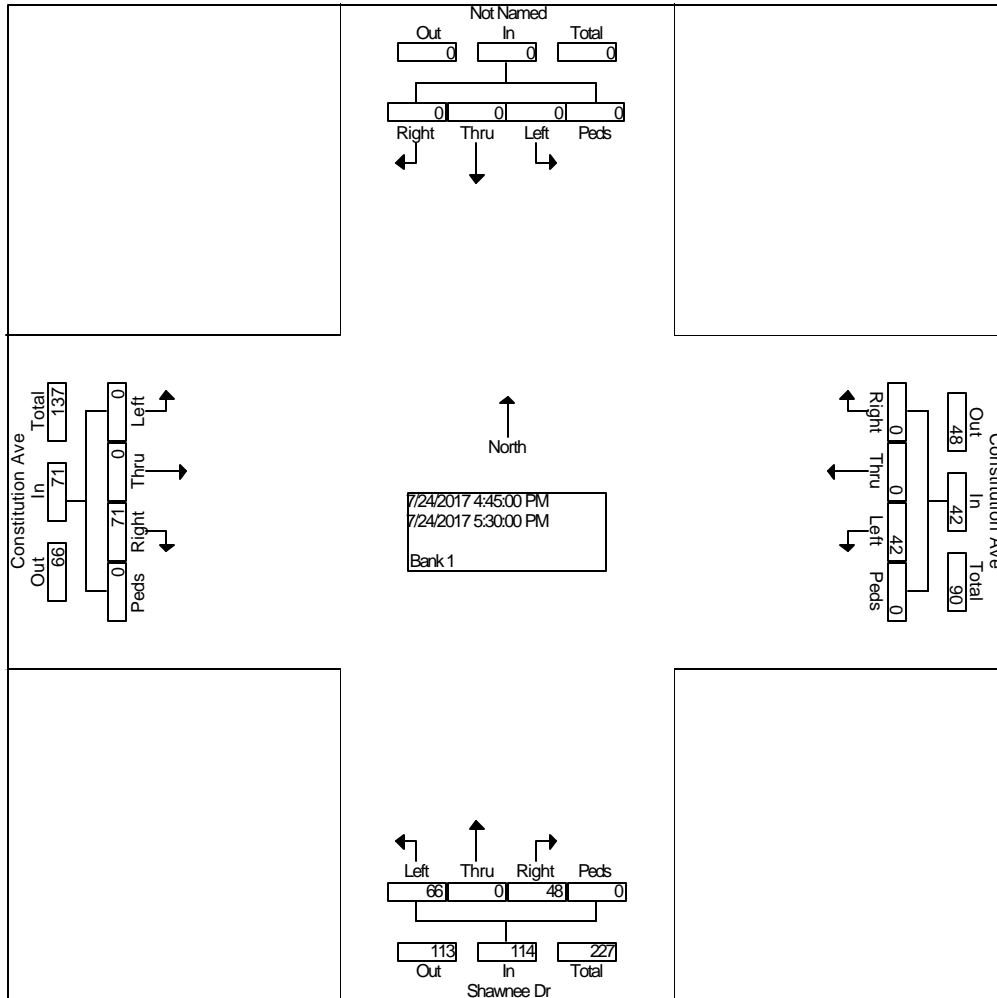 Not Named
Out In Total
0 0 0
0 0 0 0
Right Thru Left Peds
Constitution Ave
Total In Out
137 71 66
0 0 71 0
Left Thru Right Peds
North
7/24/2017 4:45:00 PM
7/24/2017 5:30:00 PM
Bank 1
Right Thru Left Peds
0 0 42 0
Out In Total
48 42 90
Constitution Ave
Left Thru Right Peds
66 0 48 0
113 114 227
Out In Total
Shawnee Dr